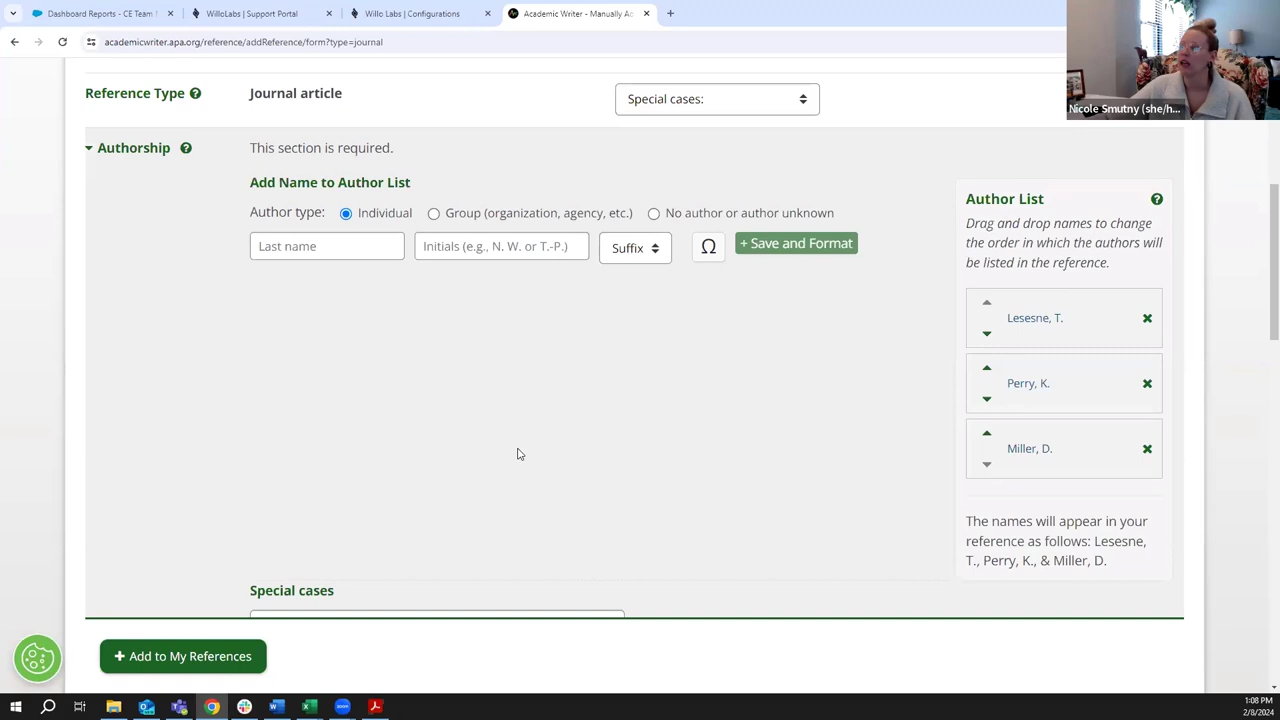 Dashboard Reports - CE Team
WilloLabs | Support Portal
Willo Labs | Configurations
Academic Writer - Manually Ad
academicwriter.apa.org/reference/addReference/form?type=journal
Nicole Smutny (she/h...
Reference Type
Journal article
Special cases:
Authorship
This section is required.
Add Name to Author List
Author type:
Individual
Group (organization, agency, etc.)
No author or author unknown
Last name
Initials (e.g., N. W. or T.-P.)
Suffix
Ω
+ Save and Format
Author List
Drag and drop names to change
the order in which the authors will
be listed in the reference.
Lesesne, T.
Perry, K.
Miller, D.
The names will appear in your
reference as follows: Lesesne,
T., Perry, K., & Miller, D.
Special cases
+ Add to My References
1:08 PM
2/8/2024